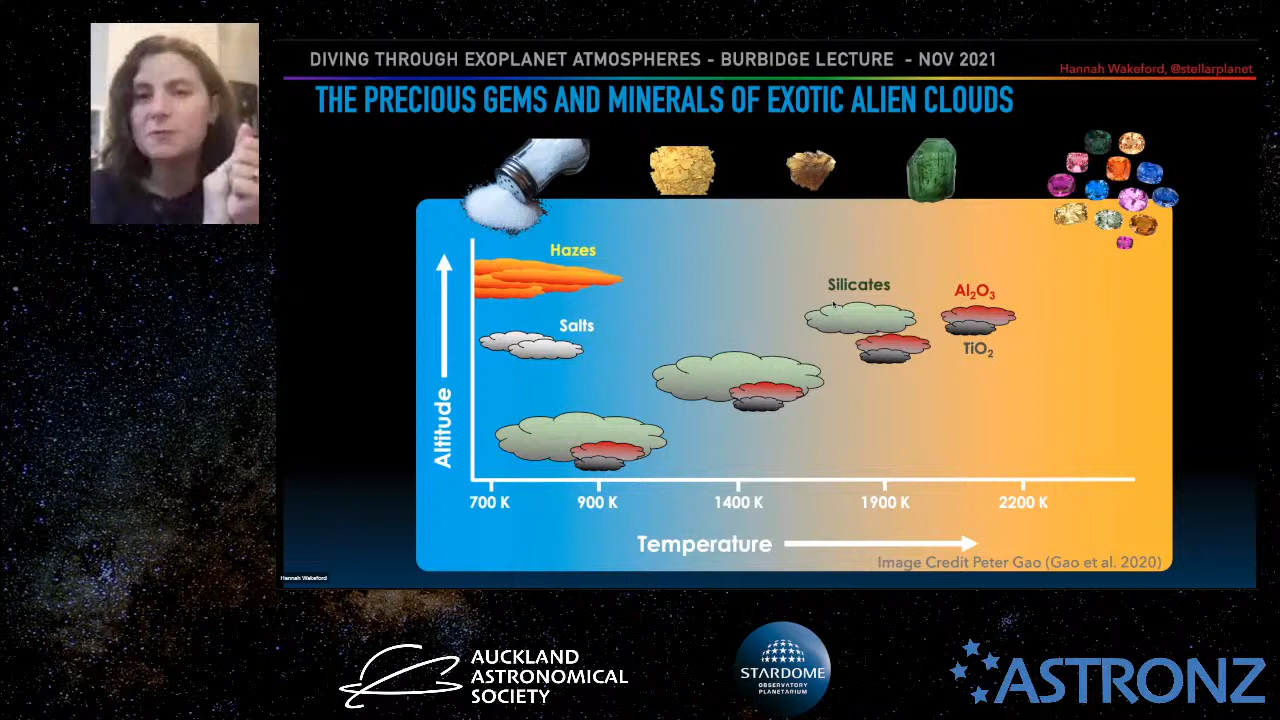 DIVING THROUGH EXOPLANET ATMOSPHERES - BURBIDGE LECTURE - NOV 2021
Hannah Wakeford, @stellarplanet
THE PRECIOUS GEMS AND MINERALS OF EXOTIC ALIEN CLOUDS
Hazes
Silicates
Al₂O₃
Salts
TiO₂
Altitude
700 K
900 K
1400 K
1900 K
2200 K
Temperature
Image Credit Peter Gao (Gao et al. 2020)
Hannah Wakeford
AUCKLAND
ASTRONOMICAL
SOCIETY
STARDOME
OBSERVATORY
PLANETARIUM
ASTRONZ